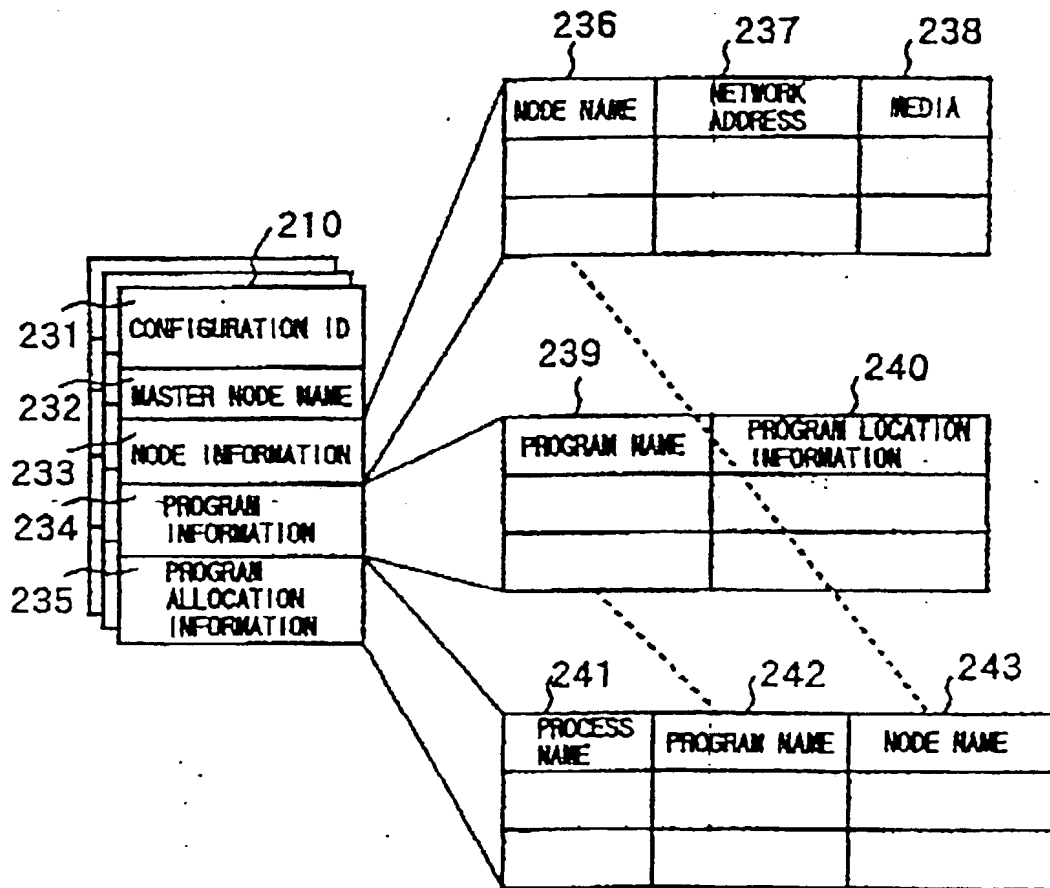 236 237 238
NODE NAME
NETWORK
ADDRESS
MEDIA
210
231
CONFIGURATION ID
232
MASTER NODE NAME
233
NODE INFORMATION
234
PROGRAM
INFORMATION
235
PROGRAM
ALLOCATION
INFORMATION
239 240
PROGRAM NAME
PROGRAM LOCATION
INFORMATION
241 242 243
PROCESS
NAME
PROGRAM NAME
NODE NAME